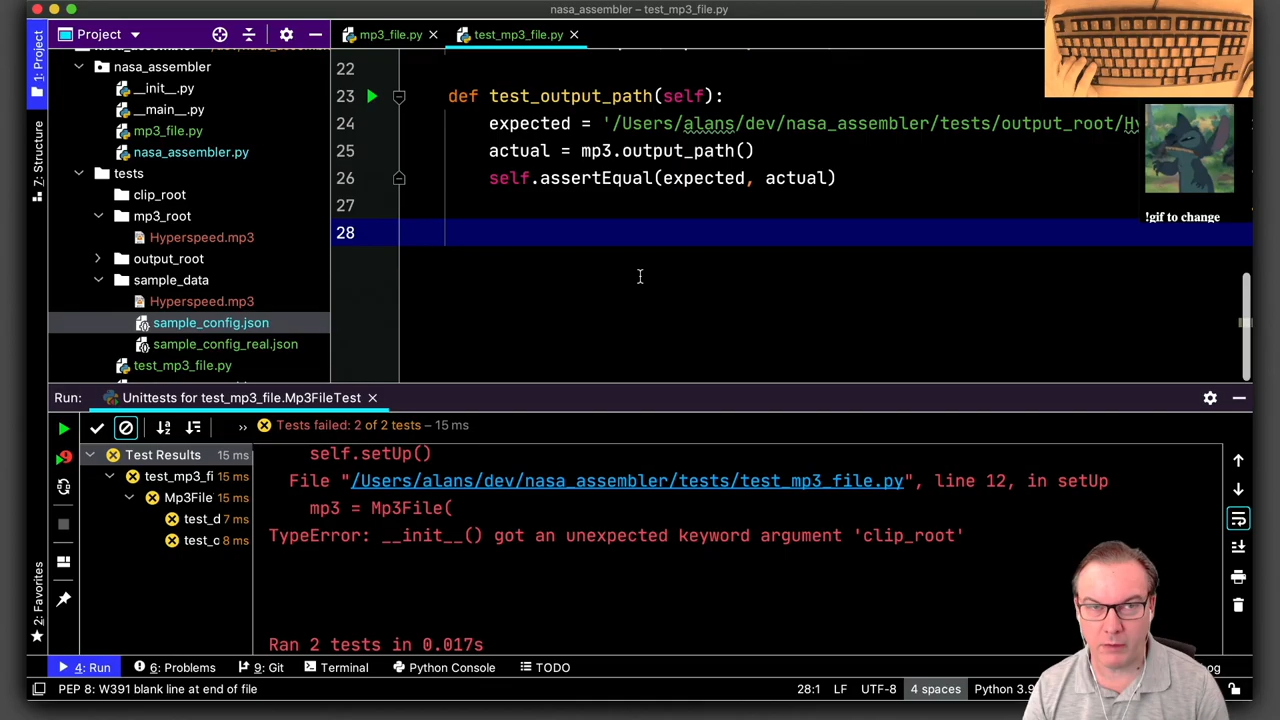 nasa_assembler – test_mp3_file.py
Project
mp3_file.py
test_mp3_file.py
1: Project
7: Structure
2: Favorites
nasa_assembler
__init__.py
__main__.py
mp3_file.py
nasa_assembler.py
tests
clip_root
mp3_root
Hyperspeed.mp3
output_root
sample_data
Hyperspeed.mp3
sample_config.json
sample_config_real.json
test_mp3_file.py
22
23 def test_output_path(self):
24 expected = '/Users/alans/dev/nasa_assembler/tests/output_root/Hy
25 actual = mp3.output_path()
26 self.assertEqual(expected, actual)
27
28
!gif to change
Run: Unittests for test_mp3_file.Mp3FileTest
Tests failed: 2 of 2 tests – 15 ms
Test Results 15 ms
test_mp3_fi 15 ms
Mp3File 15 ms
test_d 7 ms
test_c 8 ms
self.setUp()
File "/Users/alans/dev/nasa_assembler/tests/test_mp3_file.py", line 12, in setUp
mp3 = Mp3File(
TypeError: __init__() got an unexpected keyword argument 'clip_root'
Ran 2 tests in 0.017s
4: Run
6: Problems
9: Git
Terminal
Python Console
TODO
PEP 8: W391 blank line at end of file
28:1
LF
UTF-8
4 spaces